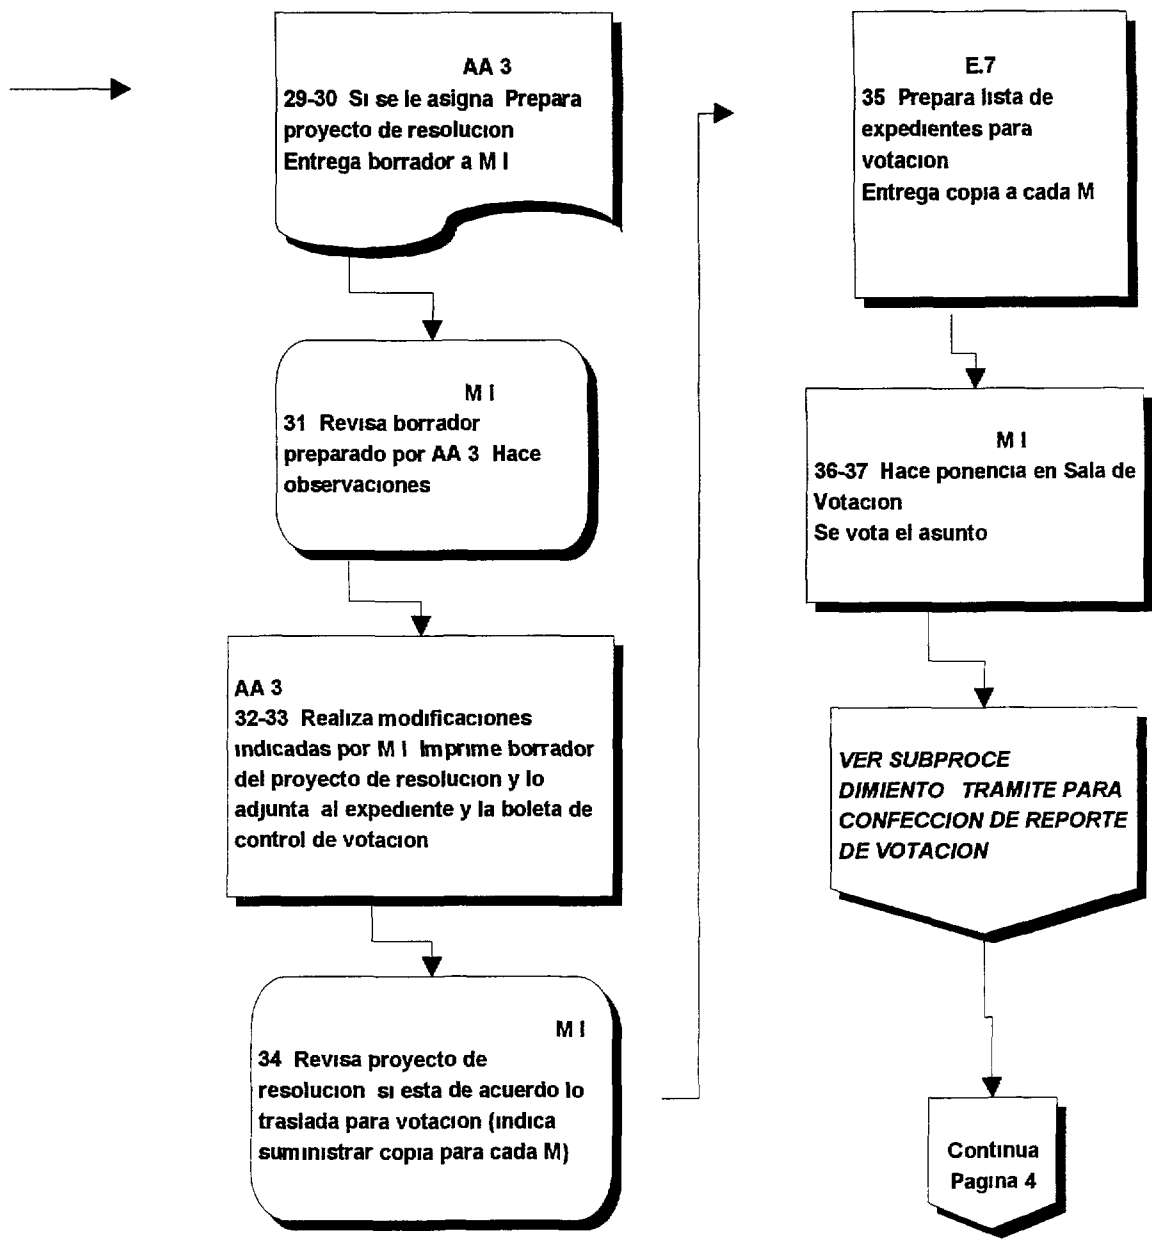 AA 3
29-30 Si se le asigna Prepara
proyecto de resolucion
Entrega borrador a M I
M I
31 Revisa borrador
preparado por AA 3 Hace
observaciones
AA 3
32-33 Realiza modificaciones
indicadas por M I Imprime borrador
del proyecto de resolucion y lo
adjunta al expediente y la boleta de
control de votacion
M I
34 Revisa proyecto de
resolucion si esta de acuerdo lo
traslada para votacion (indica
suministrar copia para cada M)
E.7
35 Prepara lista de
expedientes para
votacion
Entrega copia a cada M
M I
36-37 Hace ponencia en Sala de
Votacion
Se vota el asunto
VER SUBPROCE
DIMIENTO TRAMITE PARA
CONFECCION DE REPORTE
DE VOTACION
Continua
Pagina 4